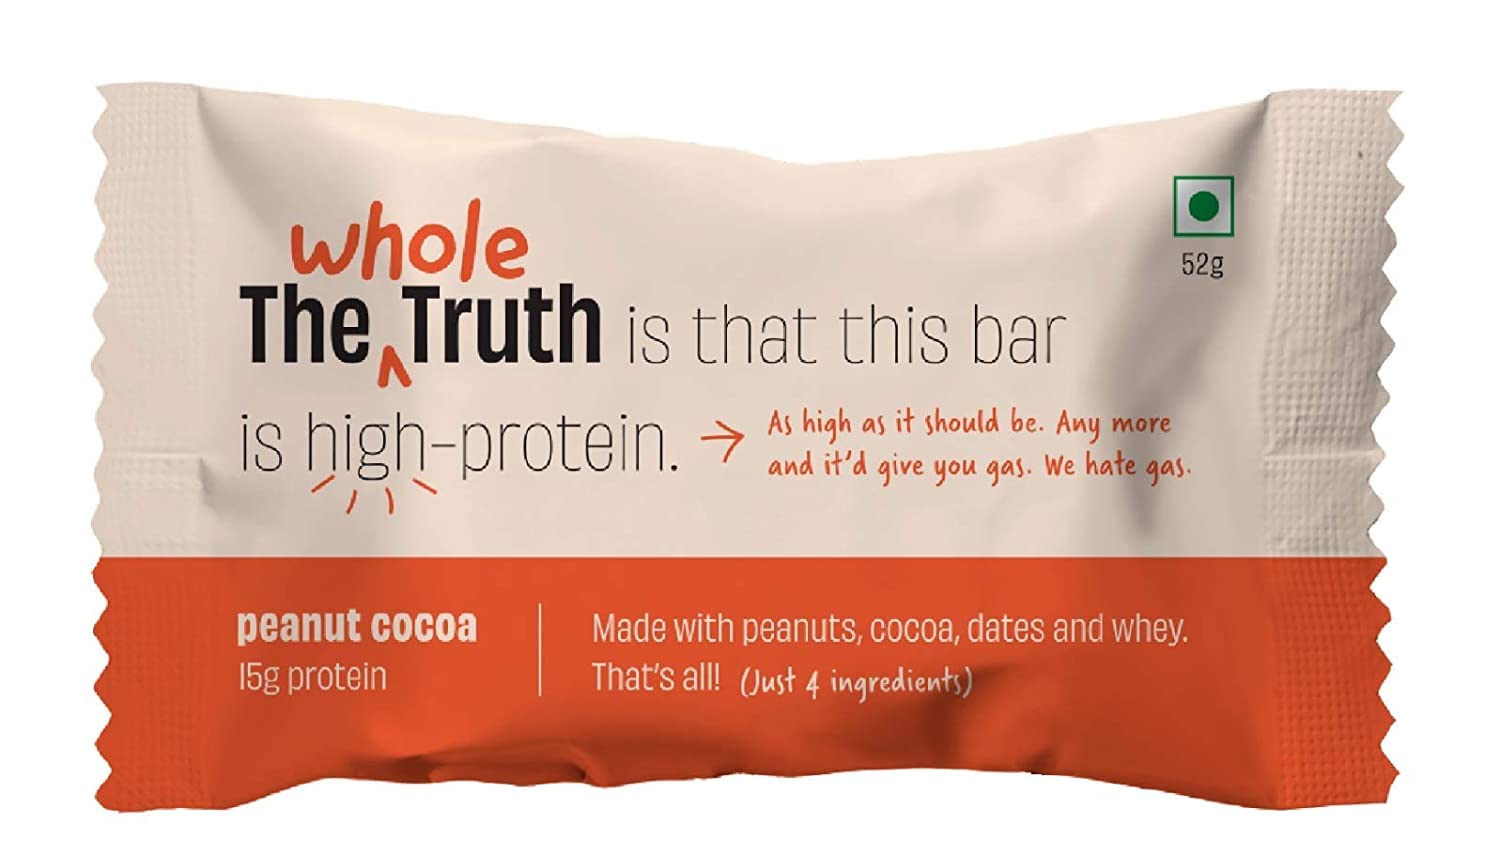 whole
The Truth is that this bar
is high-protein.
As high as it should be. Any more
and it'd give you gas. We hate gas.
52g
peanut cocoa
15g protein
Made with peanuts, cocoa, dates and whey.
That's all! (Just 4 ingredients)